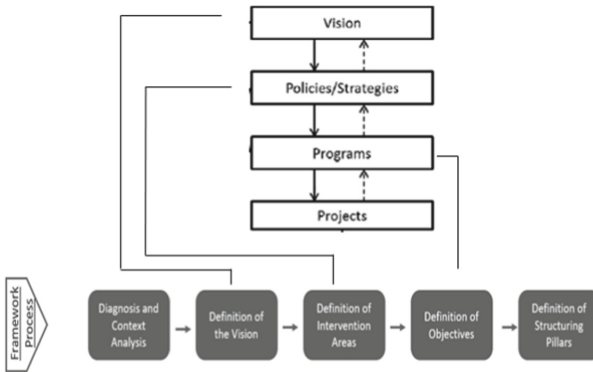 Vision
Policies/Strategies
Programs
Projects
Framework
Process
Diagnosis and
Context
Analysis
Definition of
the Vision
Definition of
Intervention
Areas
Definition of
Objectives
Definition of
Structuring
Pillars